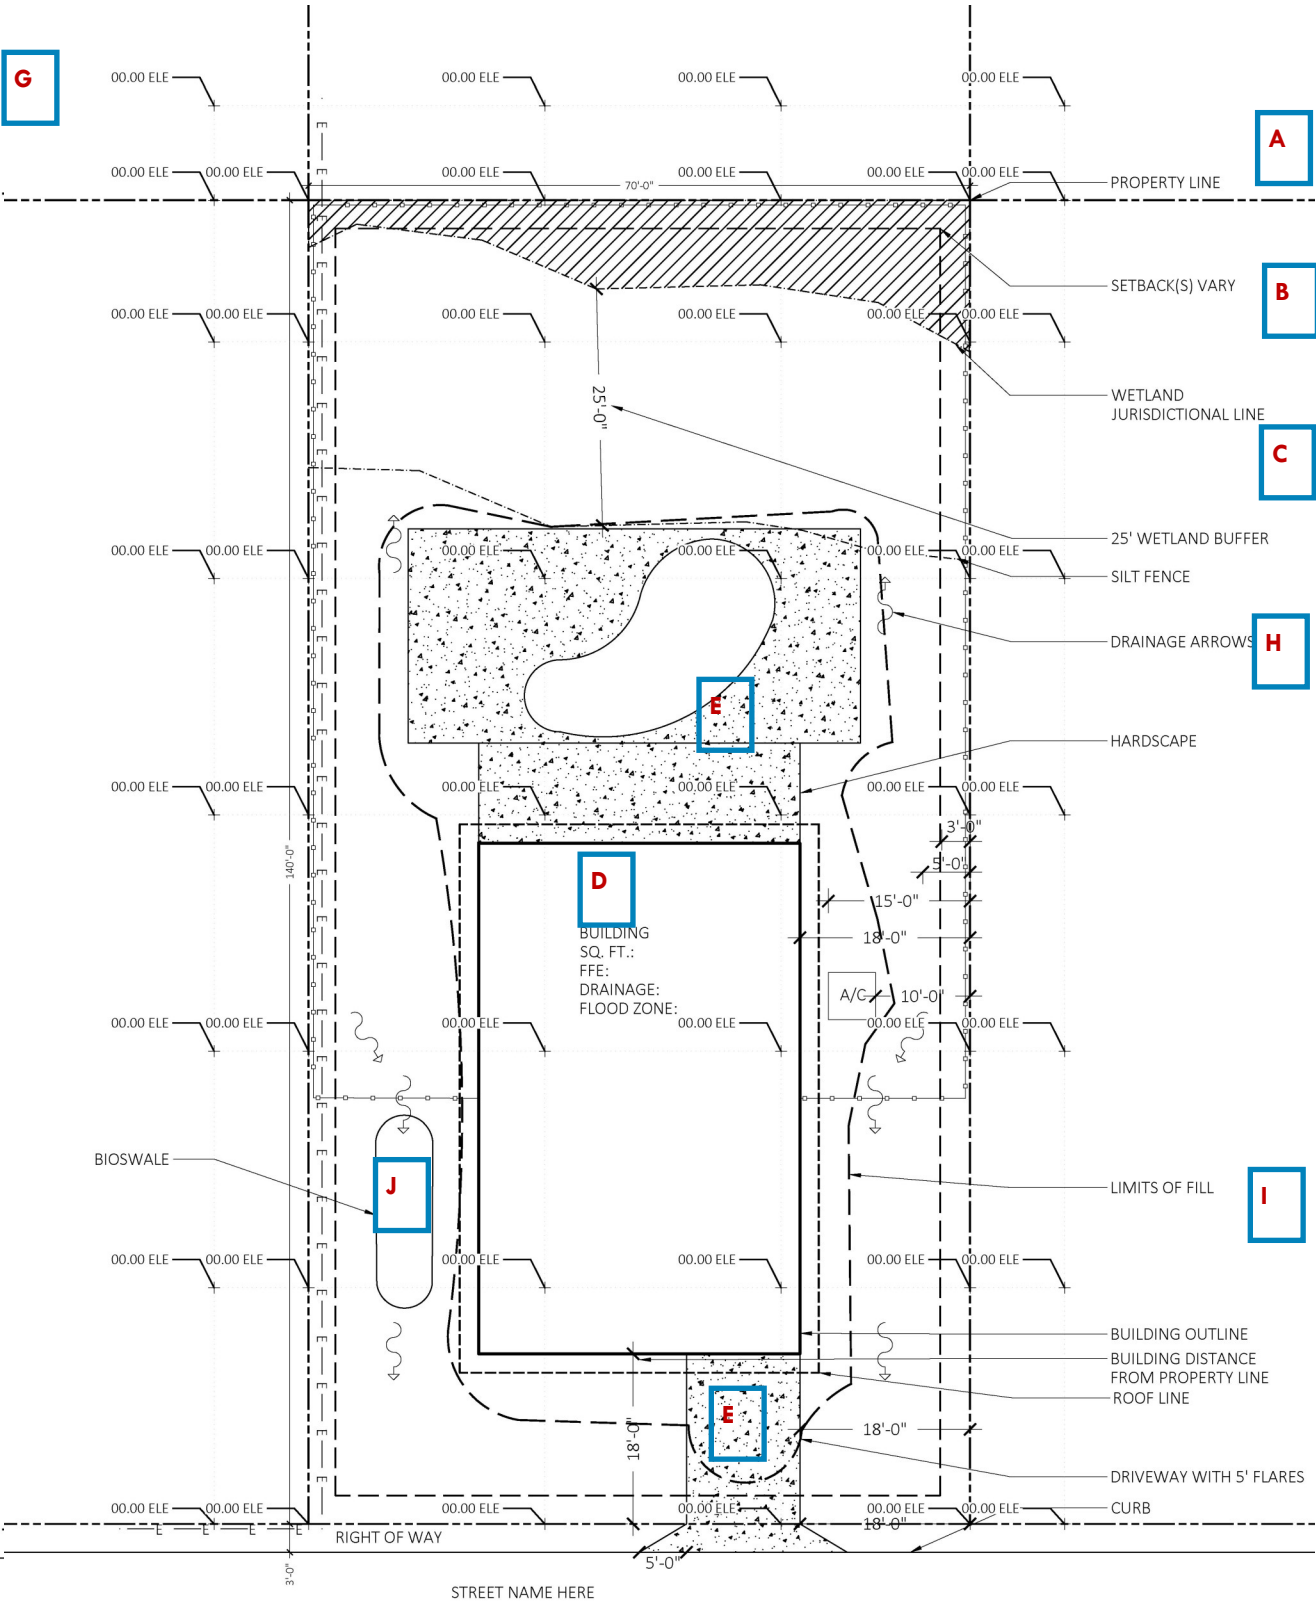 G
00.00 ELE 00.00 ELE 00.00 ELE 00.00 ELE
A
E
00.00 ELE 00.00 ELE 00.00 ELE 00.00 ELE 00.00 ELE 00.00 ELE
70'-0"
PROPERTY LINE
E
SETBACK(S) VARY
B
E
00.00 ELE 00.00 ELE 00.00 ELE 00.00 ELE 00.00 ELE 00.00 ELE
E
25'-0"
WETLAND
JURISDICTIONAL LINE
E
C
E
25' WETLAND BUFFER
00.00 ELE 00.00 ELE 00.00 ELE 00.00 ELE 00.00 ELE 00.00 ELE
SILT FENCE
E
DRAINAGE ARROWS
H
E
E
HARDSCAPE
E
00.00 ELE 00.00 ELE 00.00 ELE 00.00 ELE 00.00 ELE 00.00 ELE
3'-0"
140'-0"
5'-0"
D
15'-0"
BUILDING
18'-0"
SQ. FT.:
FFE:
DRAINAGE:
A/C 10'-0"
FLOOD ZONE:
00.00 ELE 00.00 ELE 00.00 ELE 00.00 ELE 00.00 ELE 00.00 ELE
E
BIOSWALE
J
LIMITS OF FILL
I
E
00.00 ELE 00.00 ELE 00.00 ELE 00.00 ELE 00.00 ELE 00.00 ELE
E
BUILDING OUTLINE
BUILDING DISTANCE
FROM PROPERTY LINE
ROOF LINE
E
18'-0"
18'-0"
DRIVEWAY WITH 5' FLARES
00.00 ELE 00.00 ELE 00.00 ELE 00.00 ELE 00.00 ELE 00.00 ELE
CURB
18'-0"
E E E E
RIGHT OF WAY
5'-0"
3'-0"
STREET NAME HERE